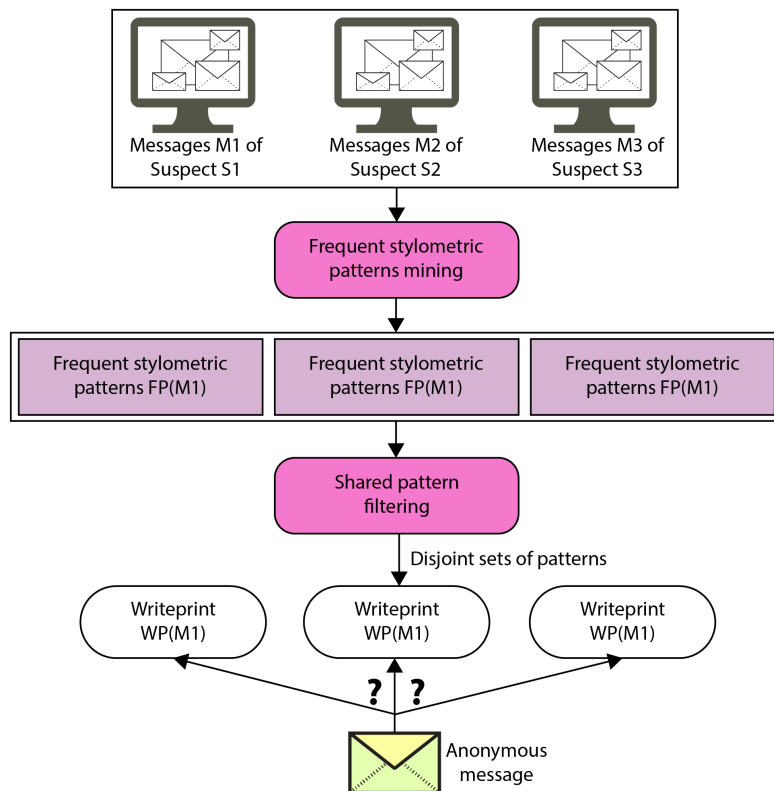 Messages M1 of
Suspect S1
Messages M2 of
Suspect S2
Messages M3 of
Suspect S3
Frequent stylometric
patterns mining
Frequent stylometric
patterns FP(M1)
Frequent stylometric
patterns FP(M1)
Frequent stylometric
patterns FP(M1)
Shared pattern
filtering
Disjoint sets of patterns
Writeprint
WP(M1)
Writeprint
WP(M1)
Writeprint
WP(M1)
? ?
Anonymous
message